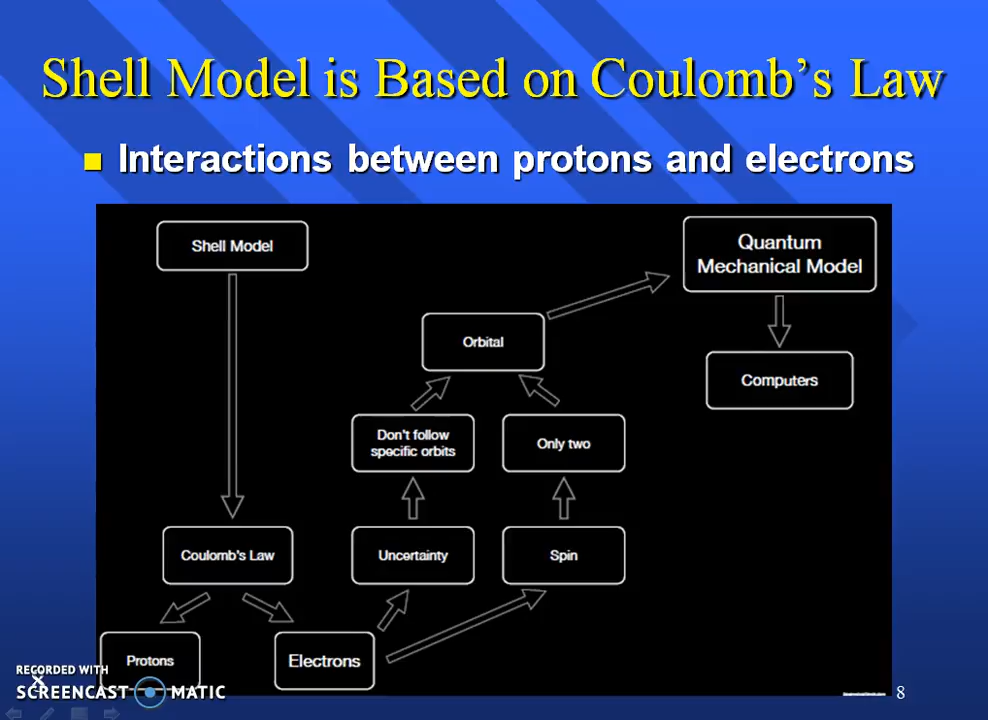 Shell Model is Based on Coulomb's Law
Interactions between protons and electrons
Shell Model
Quantum
Mechanical Model
Orbital
Computers
Don't follow
specific orbits
Only two
Coulomb's Law
Uncertainty
Spin
Protons
Electrons
RECORDED WITH
SCREENCAST MATIC
8